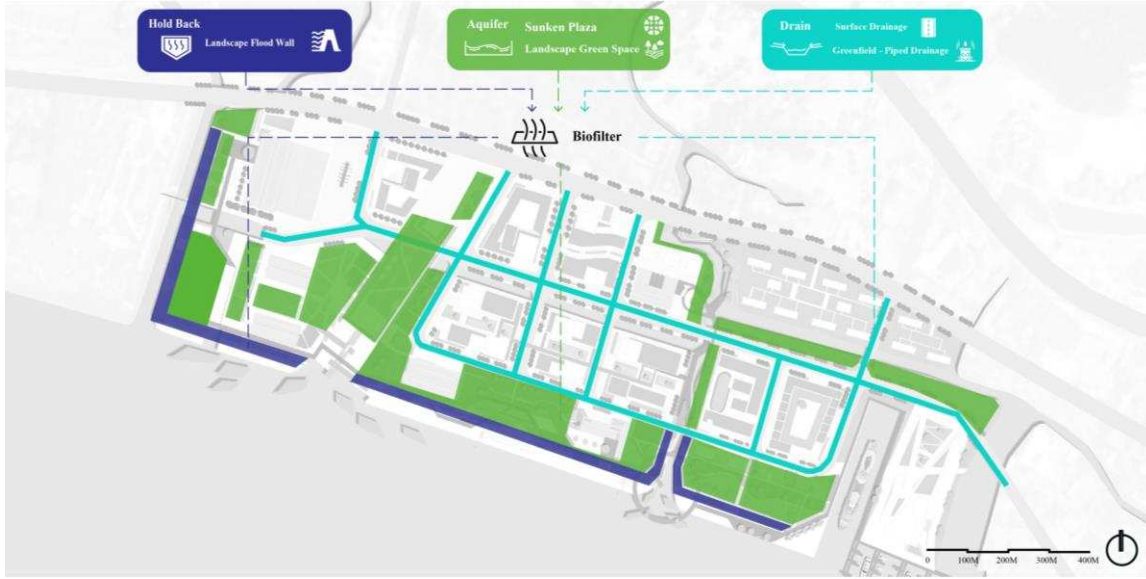 Hold Back
Landscape Flood Wall
Aquifer
Sunken Plaza
Landscape Green Space
Drain
Surface Drainage
Greenfield - Piped Drainage
Biofilter
0 100M 200M 300M 400M